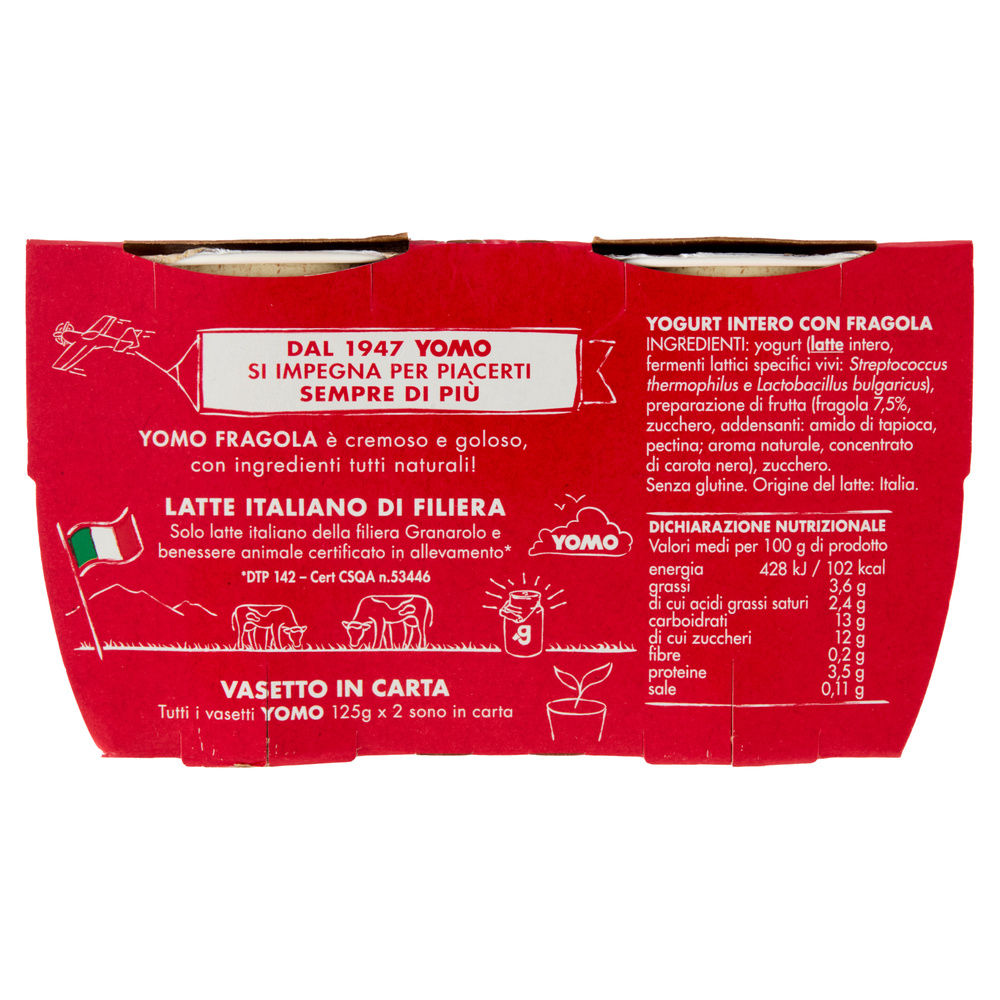 DAL 1947 YOMO
SI IMPEGNA PER PIACERTI
SEMPRE DI PIÙ
YOMO FRAGOLA è cremoso e goloso,
con ingredienti tutti naturali!
LATTE ITALIANO DI FILIERA
Solo latte italiano della filiera Granarolo e
benessere animale certificato in allevamento*
*DTP 142 – Cert CSQA n.53446
YOMO
g
VASETTO IN CARTA
Tutti i vasetti YOMO 125g x 2 sono in carta
YOGURT INTERO CON FRAGOLA
INGREDIENTI: yogurt (latte intero,
fermenti lattici specifici vivi: Streptococcus
thermophilus e Lactobacillus bulgaricus),
preparazione di frutta (fragola 7,5%,
zucchero, addensanti: amido di tapioca,
pectina; aroma naturale, concentrato
di carota nera), zucchero.
Senza glutine. Origine del latte: Italia.
DICHIARAZIONE NUTRIZIONALE
Valori medi per 100 g di prodotto
energia 428 kJ / 102 kcal
grassi 3,6 g
di cui acidi grassi saturi 2,4 g
carboidrati 13 g
di cui zuccheri 12 g
fibre 0,2 g
proteine 3,5 g
sale 0,11 g